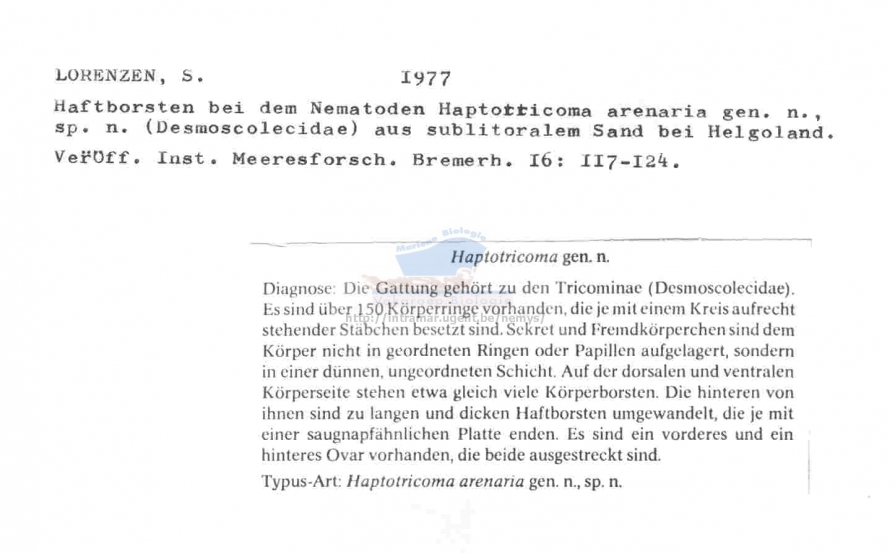 LORENZEN, S. I977
Haftborsten bei dem Nematoden Haptotricoma arenaria gen. n.,
sp. n. (Desmoscolecidae) aus sublitoralem Sand bei Helgoland.
Veröff. Inst. Meeresforsch. Bremerh. I6: II7-I24.
Marine Biologie
Haptotricoma gen. n.
Diagnose: Die Gattung gehört zu den Tricominae (Desmoscolecidae).
Es sind über 150 Körperringe vorhanden, die je mit einem Kreis aufrecht
http://intramar.ugent.be/nemys/
stehender Stäbchen besetzt sind. Sekret und Fremdkörperchen sind dem
Körper nicht in geordneten Ringen oder Papillen aufgelagert, sondern
in einer dünnen, ungeordneten Schicht. Auf der dorsalen und ventralen
Körperseite stehen etwa gleich viele Körperborsten. Die hinteren von
ihnen sind zu langen und dicken Haftborsten umgewandelt, die je mit
einer saugnapfähnlichen Platte enden. Es sind ein vorderes und ein
hinteres Ovar vorhanden, die beide ausgestreckt sind.
Typus-Art: Haptotricoma arenaria gen. n., sp. n.